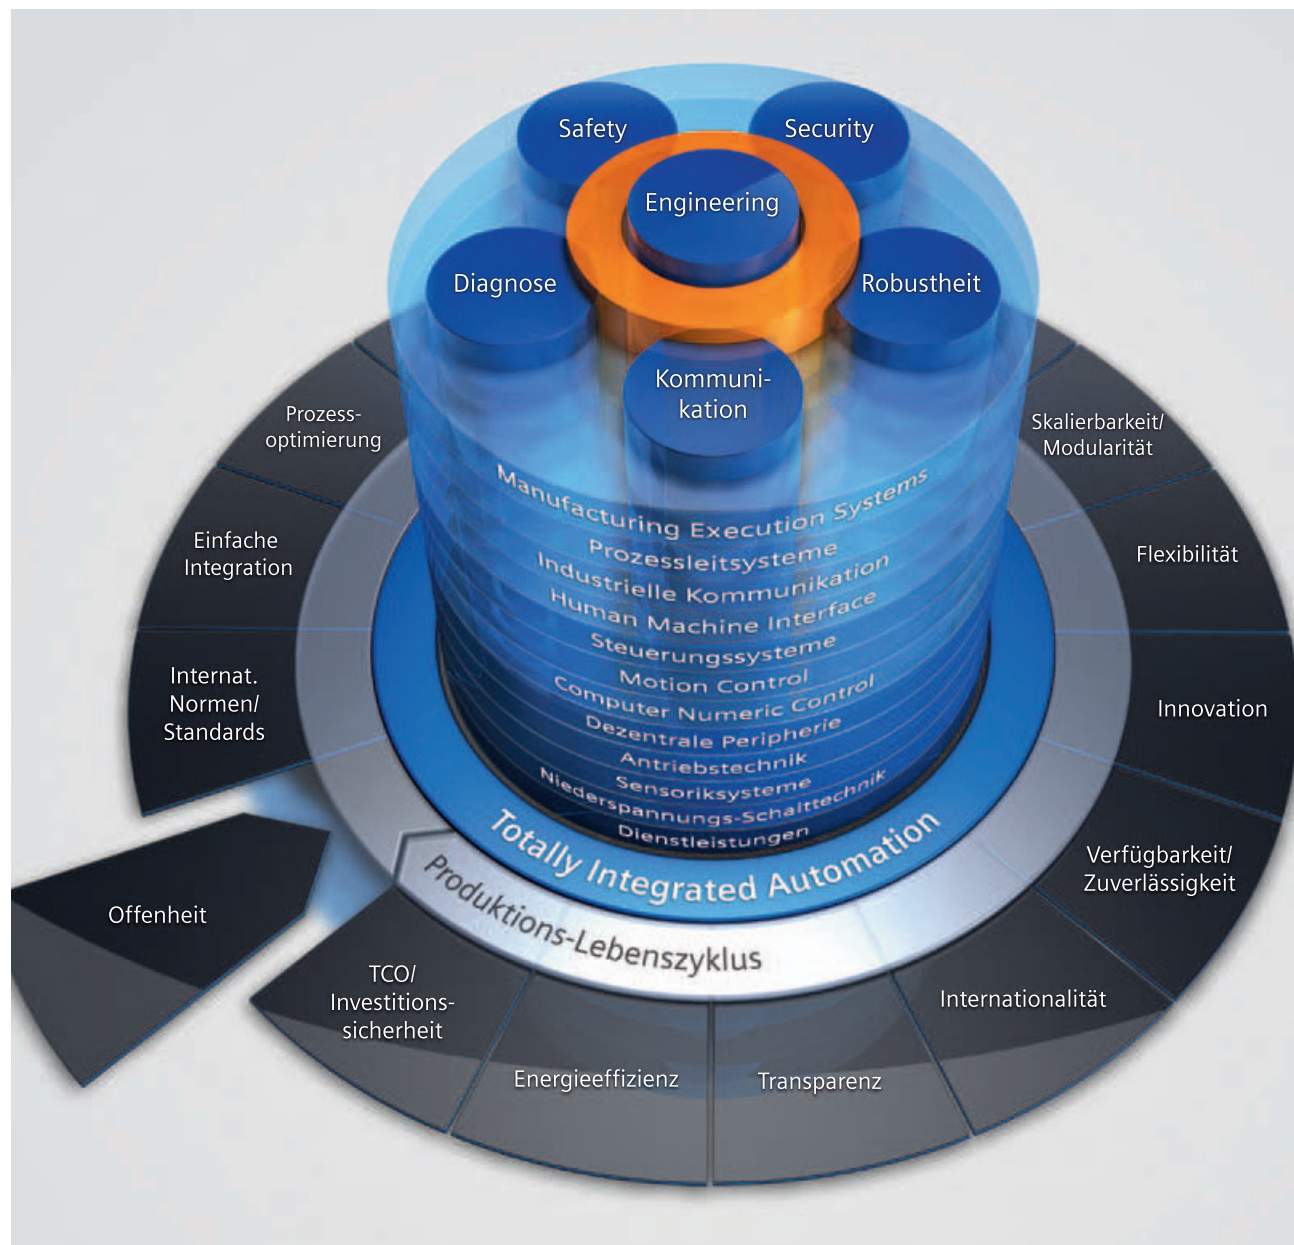 Safety
Security
Engineering
Diagnose
Robustheit
Kommuni-
kation
Prozess-
optimierung
Skalierbarkeit/
Modularität
Einfache
Integration
Flexibilität
Internat.
Normen/
Standards
Innovation
Manufacturing Execution Systems
Prozessleitsysteme
Industrielle Kommunikation
Human Machine Interface
Steuerungssysteme
Motion Control
Computer Numeric Control
Dezentrale Peripherie
Antriebstechnik
Sensoriksysteme
Niederspannungs-Schalttechnik
Dienstleistungen
Totally Integrated Automation
Produktions-Lebenszyklus
Verfügbarkeit/
Zuverlässigkeit
Offenheit
TCO/
Investitions-
sicherheit
Internationalität
Energieeffizienz
Transparenz